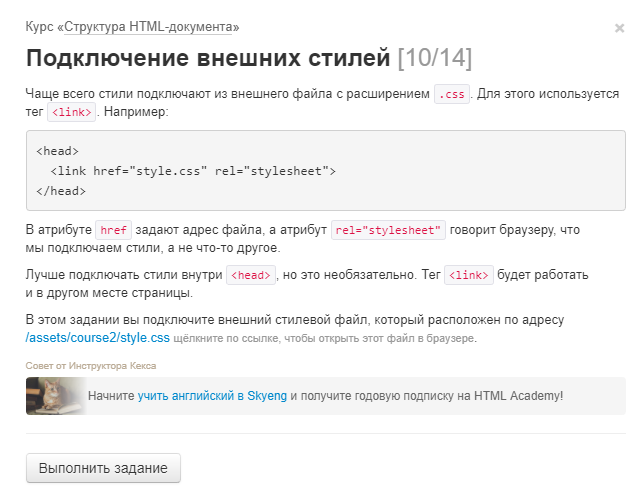 Курс «Структура HTML-документа»
×
Подключение внешних стилей [10/14]
Чаще всего стили подключают из внешнего файла с расширением .css. Для этого используется
тег <link>. Например:
<head>
<link href="style.css" rel="stylesheet">
</head>
В атрибуте href задают адрес файла, а атрибут rel="stylesheet" говорит браузеру, что
мы подключаем стили, а не что-то другое.
Лучше подключать стили внутри <head>, но это необязательно. Тег <link> будет работать
и в другом месте страницы.
В этом задании вы подключите внешний стилевой файл, который расположен по адресу
/assets/course2/style.css щёлкните по ссылке, чтобы открыть этот файл в браузере.
Совет от Инструктора Кекса
Начните учить английский в Skyeng и получите годовую подписку на HTML Academy!
Выполнить задание